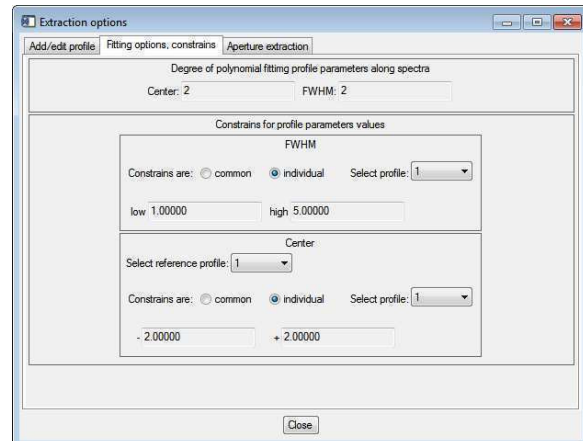 Extraction options
Add/edit profile Fitting options, constrains Aperture extraction
Degree of polynomial fittimg profile parameters along spectra
Center: 2 FWHM: 2
Constrains for profile parameters values
FWHM
Constrains are: common individual Select profile: 1
low 1.00000 high 5.00000
Center
Select reference profile: 1
Constrains are: common individual Select profile: 1
- 2.00000 + 2.00000
Close